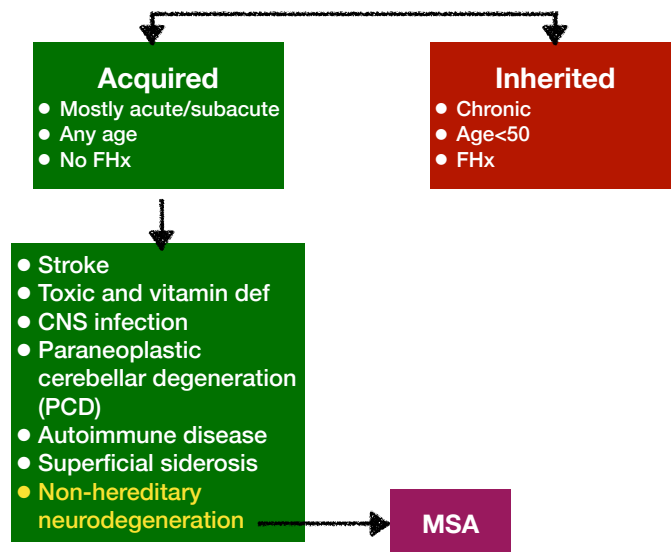 Acquired
● Mostly acute/subacute
● Any age
● No FHx
Inherited
● Chronic
● Age<50
● FHx
● Stroke
● Toxic and vitamin def
● CNS infection
● Paraneoplastic
cerebellar degeneration
(PCD)
● Autoimmune disease
● Superficial siderosis
● Non-hereditary
neurodegeneration
MSA